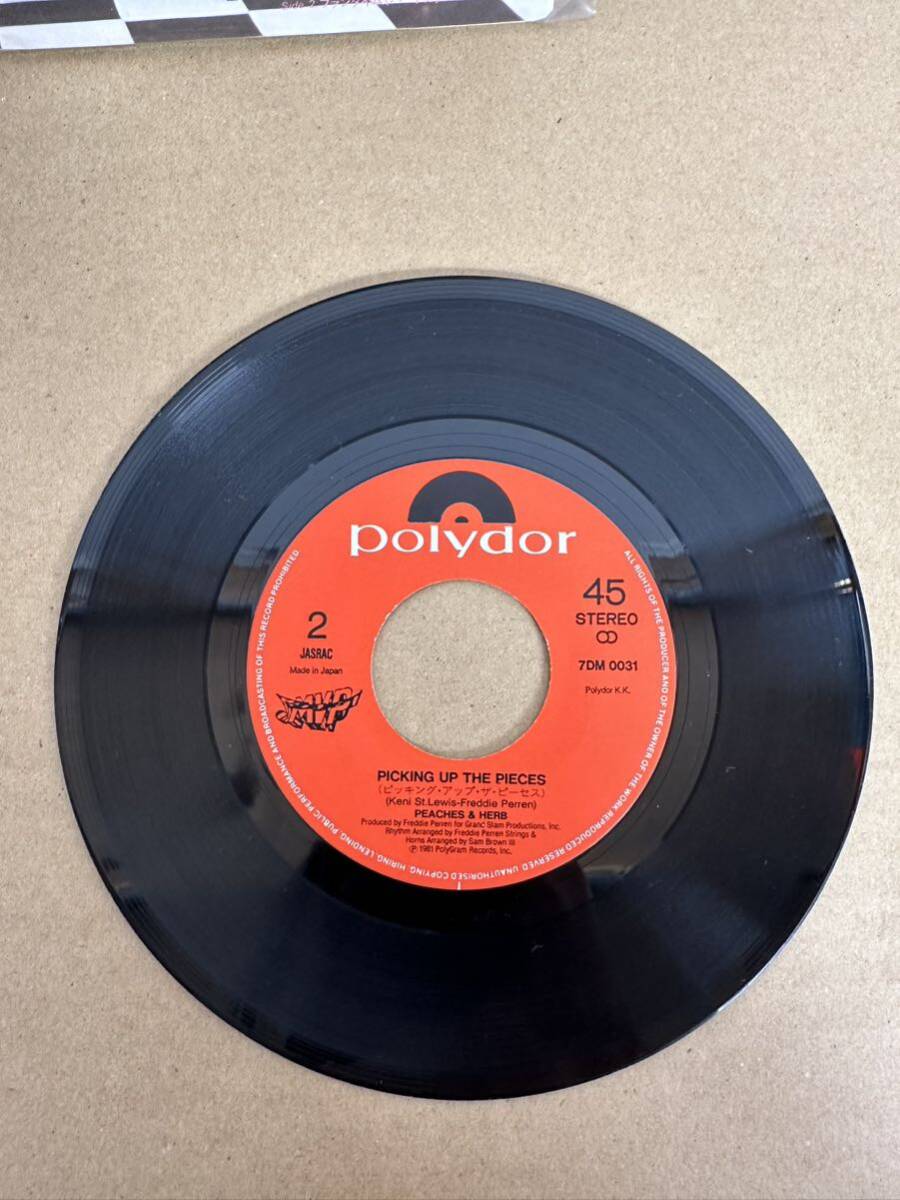 Side 2
polydor
2
JASRAC
Made in Japan
MVP
45
STEREO
7DM 0031
Polydor K.K.
PICKING UP THE PIECES
(ピッキング・アップ・ザ・ピーセス)
(Keni St.Lewis-Freddie Perren)
PEACHES & HERB
Produced by Freddie Perren for Grand Slam Productions, Inc.
Rhythm Arranged by Freddie Perren Strings &
Horns Arranged by Sam Brown III
Ⓟ 1981 PolyGram Records, Inc.
ALL RIGHTS OF THE PRODUCER AND OF THE OWNER OF THE WORK REPRODUCED RESERVED. UNAUTHORISED COPYING, HIRING, LENDING, PUBLIC PERFORMANCE AND BROADCASTING OF THIS RECORD PROHIBITED